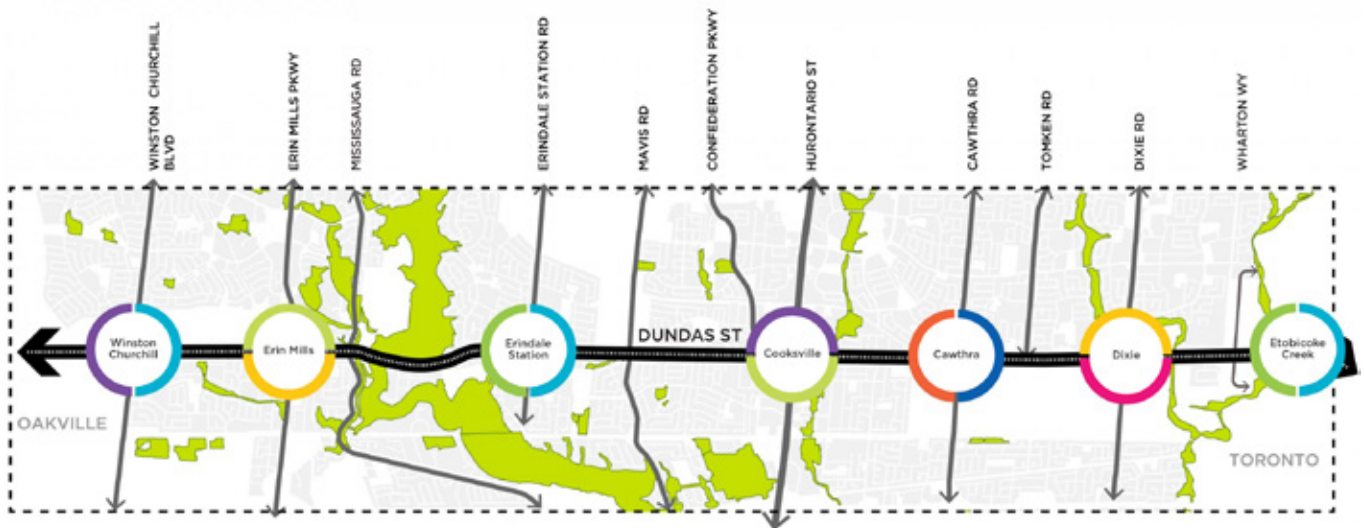 WINSTON CHURCHILL
BLVD
ERIN MILLS PKWY
MISSISSAUGA RD
ERINDALE STATION RD
MAVIS RD
CONFEDERATION PKWY
HURONTARIO ST
CAWTHRA RD
TOMKEN RD
DIXIE RD
WHARTON WY
DUNDAS ST
Winston
Churchill
Erin Mills
Erindale
Station
Cooksville
Cawthra
Dixie
Etobicoke
Creek
OAKVILLE
TORONTO